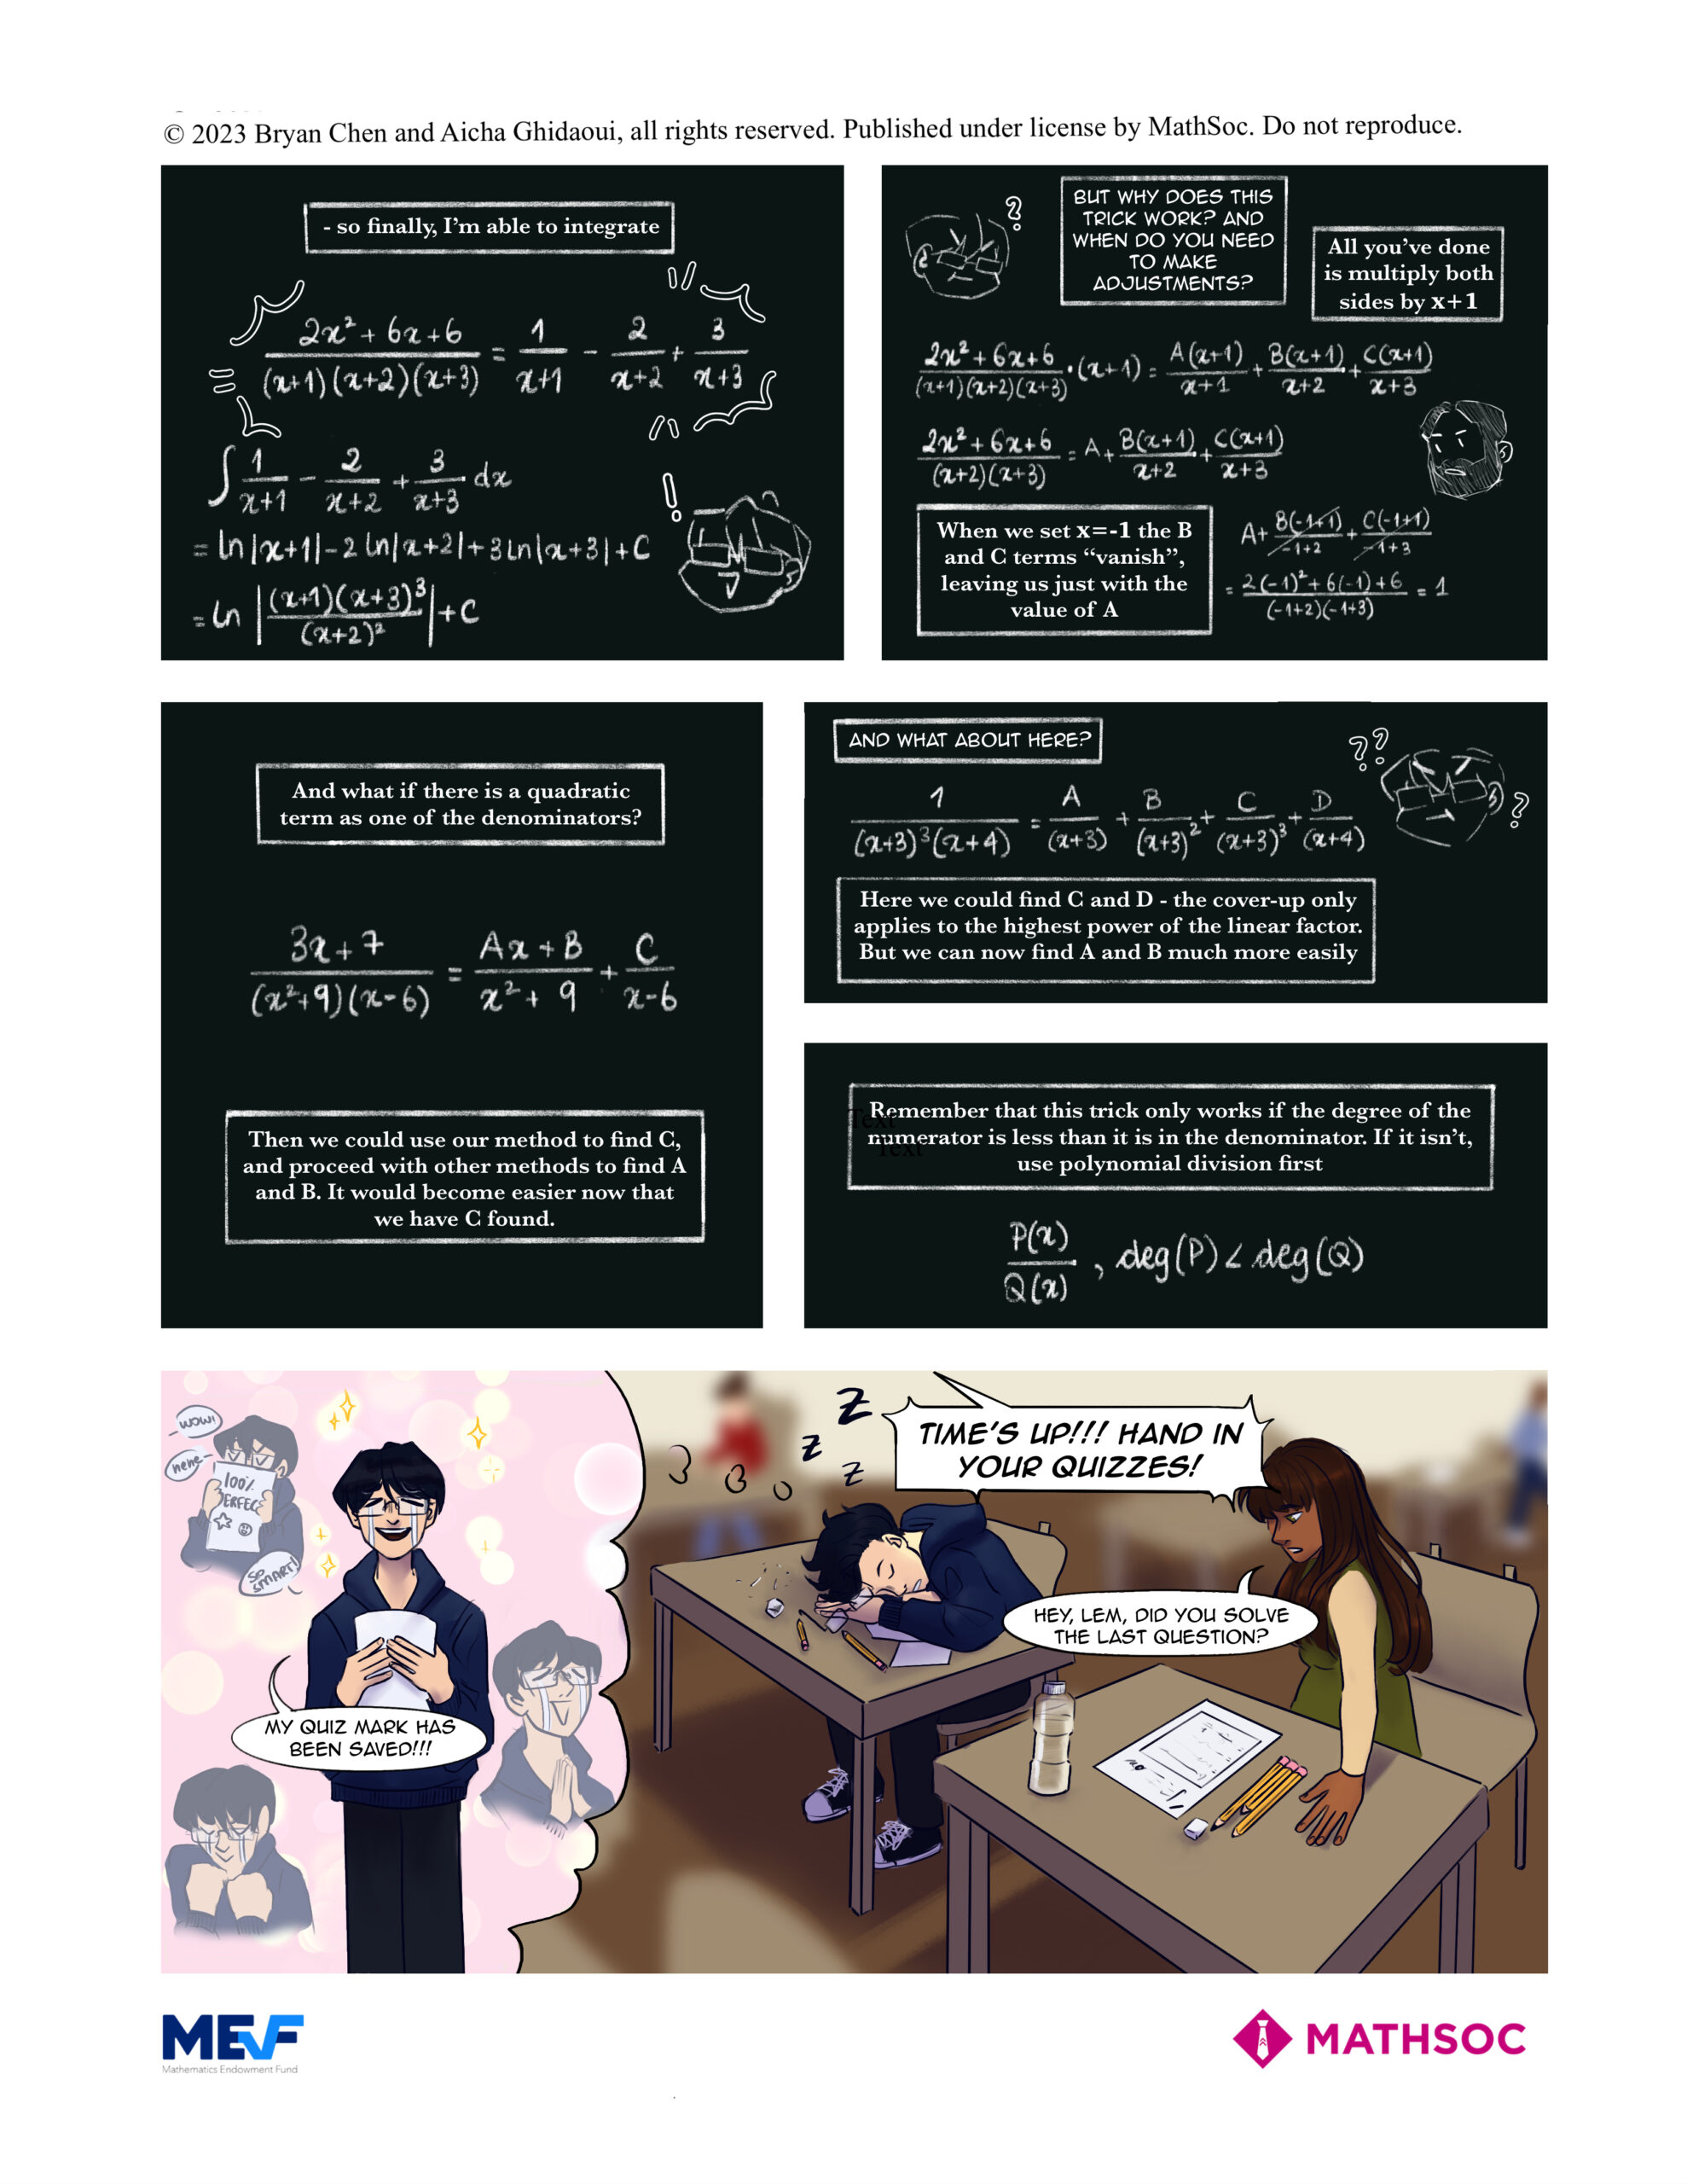 © 2023 Bryan Chen and Aicha Ghidaoui, all rights reserved. Published under license by MathSoc. Do not reproduce.
- so finally, I'm able to integrate
(2x² + 6x + 6)/((x+1)(x+2)(x+3)) = 1/(x+1) - 2/(x+2) + 3/(x+3)
∫ 1/(x+1) - 2/(x+2) + 3/(x+3) dx
= ln|x+1| - 2 ln|x+2| + 3 ln|x+3| + C
= ln |((x+1)(x+3)³)/(x+2)²| + C
!
?
BUT WHY DOES THIS
TRICK WORK? AND
WHEN DO YOU NEED
TO MAKE
ADJUSTMENTS?
All you've done
is multiply both
sides by x+1
(2x² + 6x + 6)/((x+1)(x+2)(x+3)) · (x+1) = A(x+1)/(x+1) + B(x+1)/(x+2) + C(x+1)/(x+3)
(2x² + 6x + 6)/((x+2)(x+3)) = A + B(x+1)/(x+2) + C(x+1)/(x+3)
When we set x=-1 the B
and C terms "vanish",
leaving us just with the
value of A
A + B(-1+1)/(-1+2) + C(-1+1)/(-1+3)
= (2(-1)² + 6(-1) + 6)/((-1+2)(-1+3)) = 1
And what if there is a quadratic
term as one of the denominators?
(3x + 7)/((x²+9)(x-6)) = (Ax + B)/(x² + 9) + C/(x-6)
Then we could use our method to find C,
and proceed with other methods to find A
and B. It would become easier now that
we have C found.
AND WHAT ABOUT HERE?
??
?
1/((x+3)³(x+4)) = A/(x+3) + B/(x+3)² + C/(x+3)³ + D/(x+4)
Here we could find C and D - the cover-up only
applies to the highest power of the linear factor.
But we can now find A and B much more easily
Text
Text
Remember that this trick only works if the degree of the
numerator is less than it is in the denominator. If it isn't,
use polynomial division first
P(x)/Q(x) , deg(P) < deg(Q)
WOW!
hehe-
100%
PERFECT
SO
SMART!
MY QUIZ MARK HAS
BEEN SAVED!!!
Z
Z
Z
TIME'S UP!!! HAND IN
YOUR QUIZZES!
HEY, LEM, DID YOU SOLVE
THE LAST QUESTION?
MEF
Mathematics Endowment Fund
MATHSOC